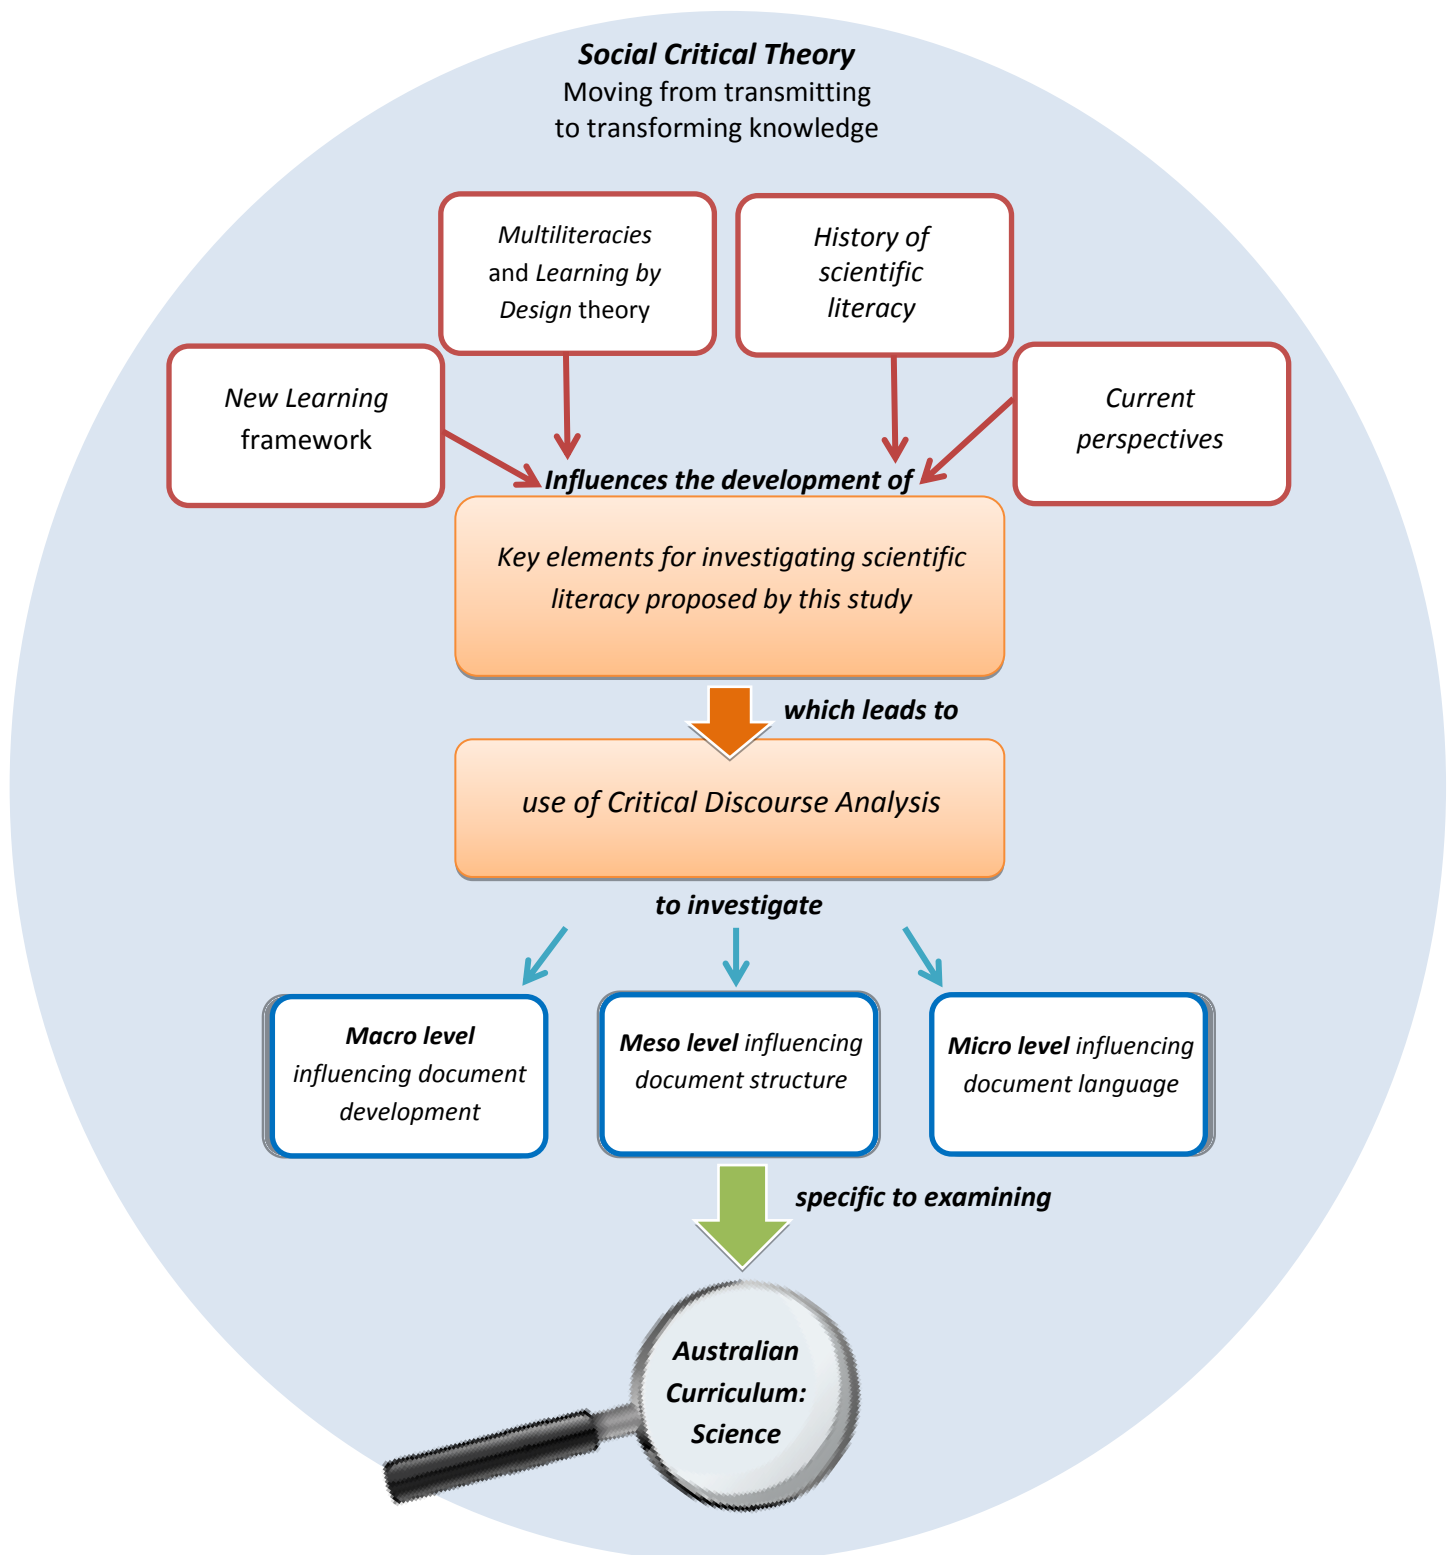 Social Critical Theory
Moving from transmitting
to transforming knowledge
Multiliteracies
and Learning by
Design theory
History of
scientific
literacy
New Learning
framework
Current
perspectives
Influences the development of
Key elements for investigating scientific
literacy proposed by this study
which leads to
use of Critical Discourse Analysis
to investigate
Macro level
influencing document
development
Meso level influencing
document structure
Micro level influencing
document language
specific to examining
Australian
Curriculum:
Science